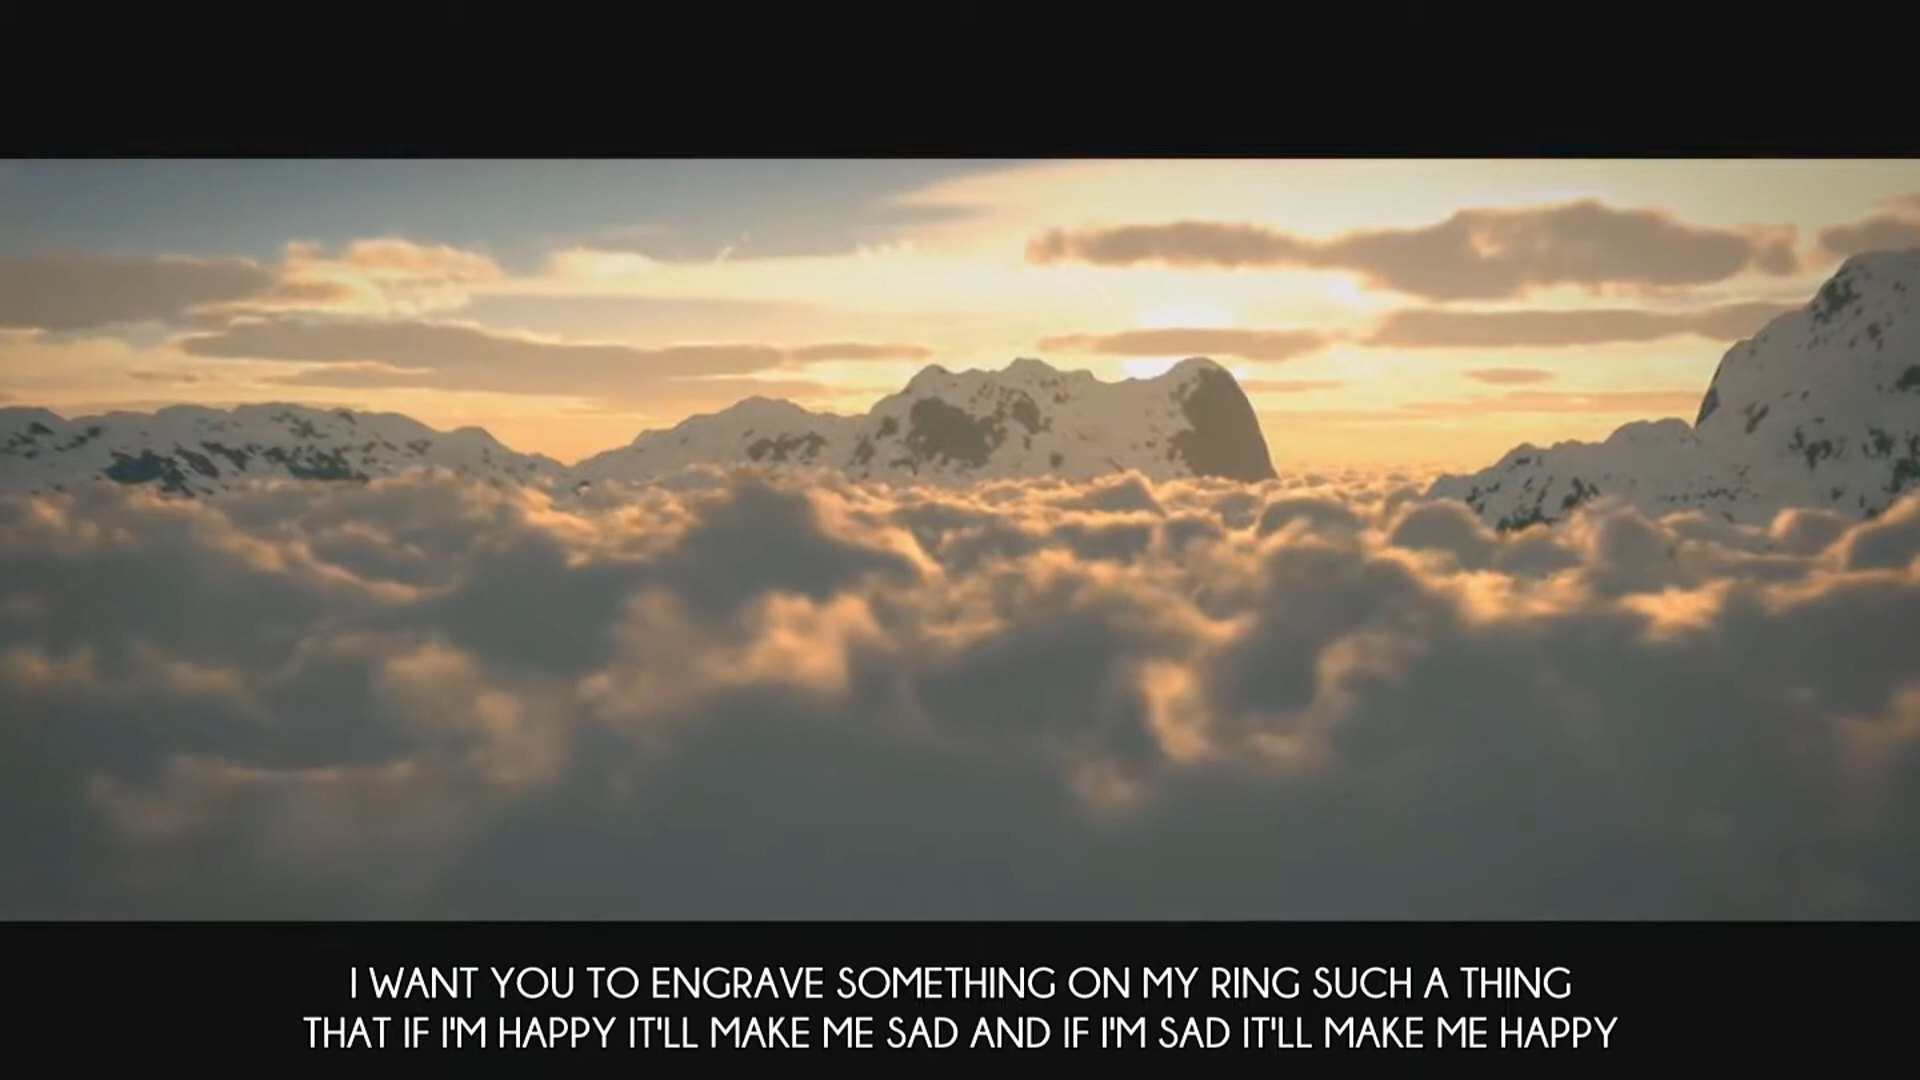 I WANT YOU TO ENGRAVE SOMETHING ON MY RING SUCH A THING
THAT IF I'M HAPPY IT'LL MAKE ME SAD AND IF I'M SAD IT'LL MAKE ME HAPPY